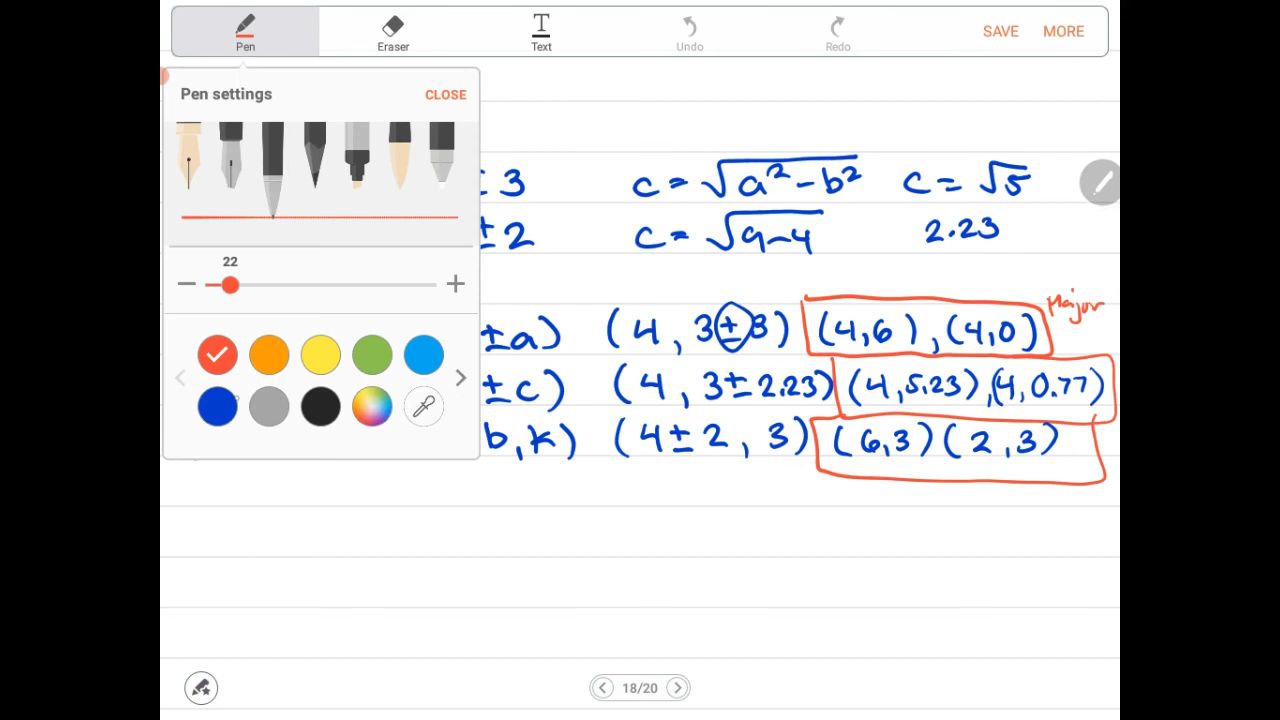 Pen Eraser Text Undo Redo SAVE MORE
Pen settings CLOSE
22
± 3 c = √a² - b² c = √5
± 2 c = √9-4 2.23
Major
± a) (4, 3±3) (4,6), (4,0)
± c) (4, 3±2.23) (4,5.23),(4,0.77)
b, k) (4±2, 3) (6,3)(2,3)
18/20